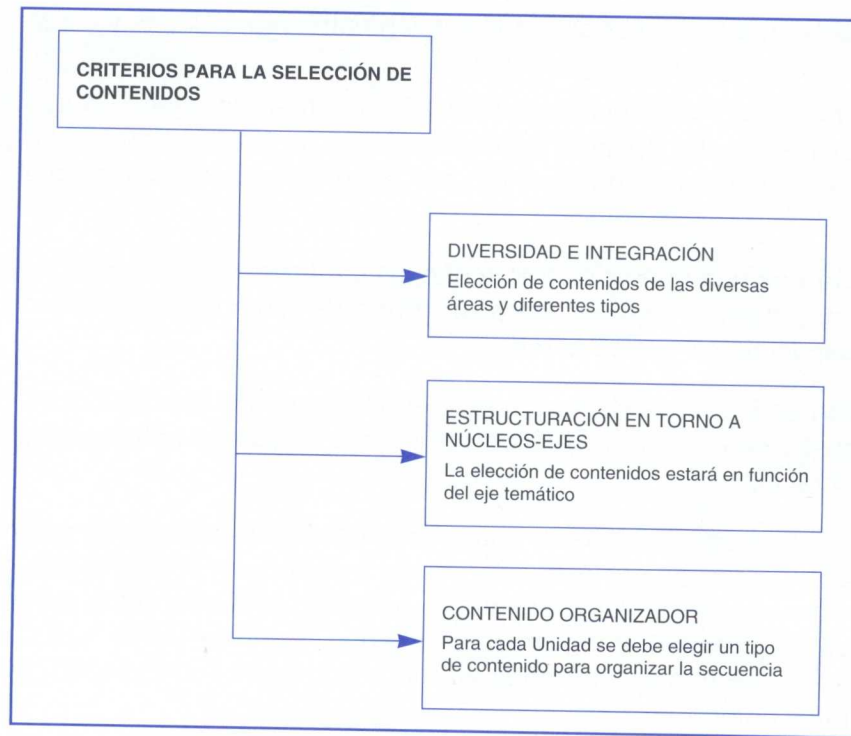 CRITERIOS PARA LA SELECCIÓN DE
CONTENIDOS
DIVERSIDAD E INTEGRACIÓN
Elección de contenidos de las diversas
áreas y diferentes tipos
ESTRUCTURACIÓN EN TORNO A
NÚCLEOS-EJES
La elección de contenidos estará en función
del eje temático
CONTENIDO ORGANIZADOR
Para cada Unidad se debe elegir un tipo
de contenido para organizar la secuencia